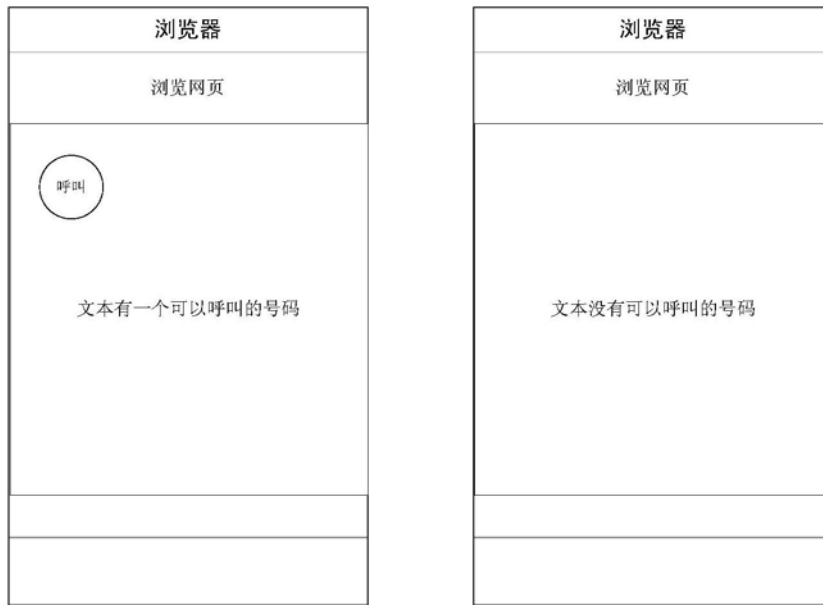 浏览器
浏览网页
呼叫
文本有一个可以呼叫的号码
浏览器
浏览网页
文本没有可以呼叫的号码